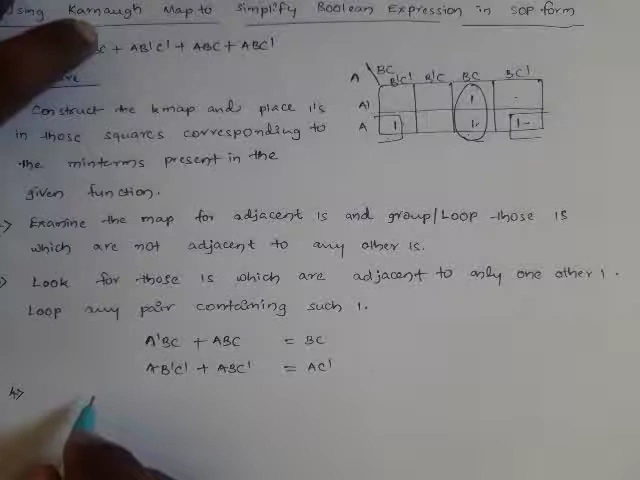 Using Karnaugh Map to Simplify Boolean Expression in SOP form
BC + AB'C' + ABC + ABC'
A \ BC B'C' B'C BC BC'
A' 1
A 1 1 1
Construct the kmap and place 1's
in those squares corresponding to
the minterms present in the
given function.
Examine the map for adjacent 1s and group/Loop those 1s
which are not adjacent to any other 1s.
Look for those 1s which are adjacent to only one other 1.
Loop any pair containing such 1.
A'BC + ABC = BC
AB'C' + ABC' = AC'
4>